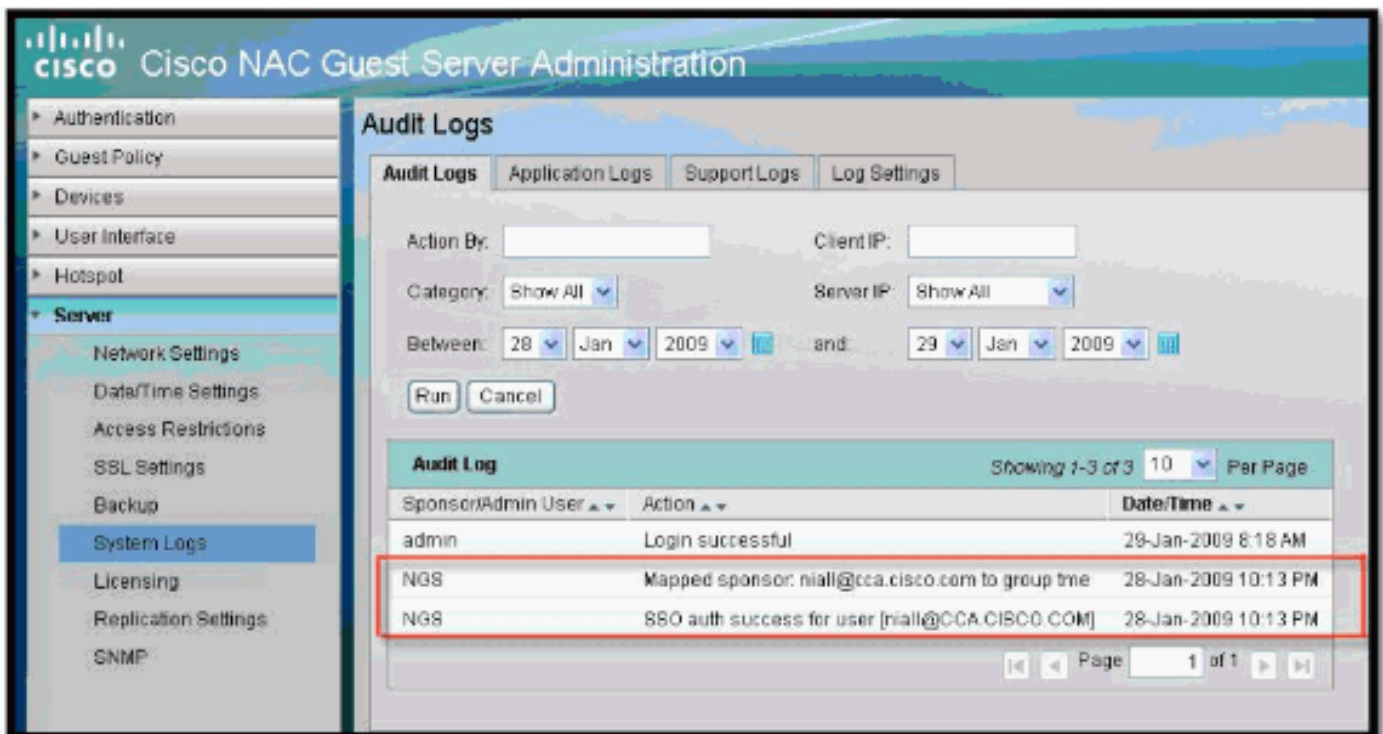 CISCO Cisco NAC Guest Server Administration
Authentication
Guest Policy
Devices
User Interface
Hotspot
Server
Network Settings
Date/Time Settings
Access Restrictions
SSL Settings
Backup
System Logs
Licensing
Replication Settings
SNMP
Audit Logs
Audit Logs Application Logs Support Logs Log Settings
Action By: Client IP:
Category: Show All Server IP: Show All
Between: 28 Jan 2009 and: 29 Jan 2009
Run Cancel
Audit Log Showing 1-3 of 3 10 Per Page
Sponsor/Admin User Action Date/Time
admin Login successful 29-Jan-2009 8:18 AM
NGS Mapped sponsor: niall@cca.cisco.com to group tme 28-Jan-2009 10:13 PM
NGS SSO auth success for user [niall@CCA.CISCO.COM] 28-Jan-2009 10:13 PM
Page 1 of 1